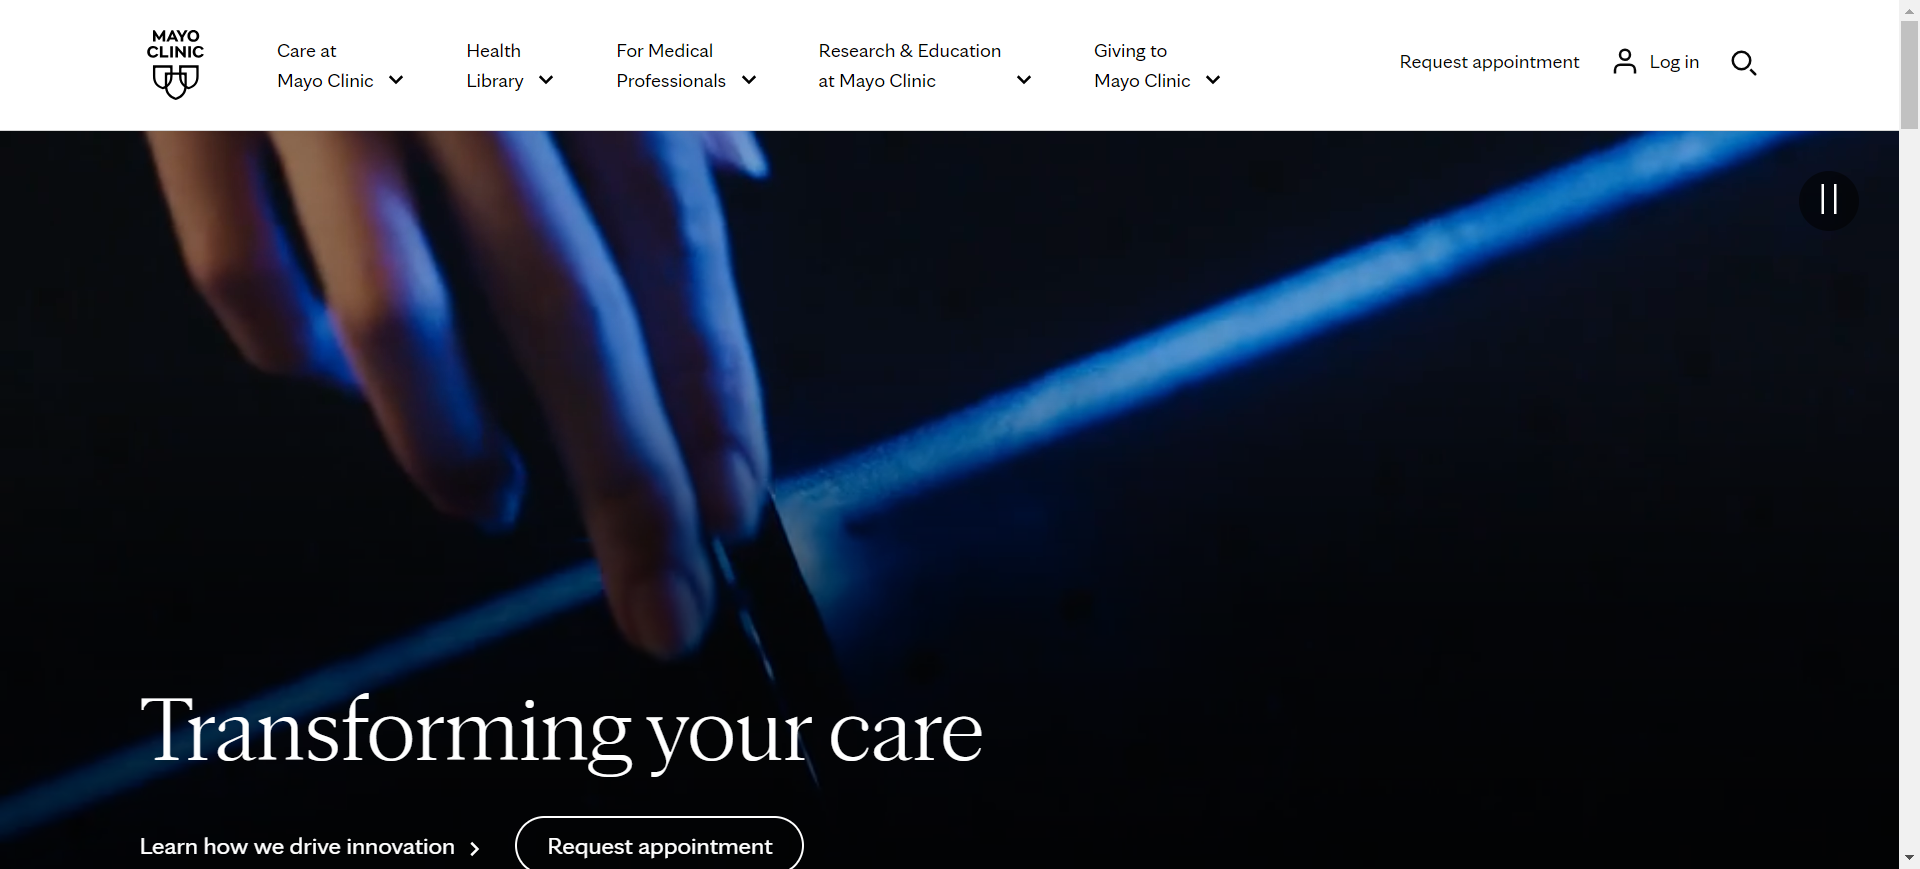 MAYO
CLINIC
Care at
Mayo Clinic
Health
Library
For Medical
Professionals
Research & Education
at Mayo Clinic
Giving to
Mayo Clinic
Request appointment
Log in
Transforming your care
Learn how we drive innovation
Request appointment